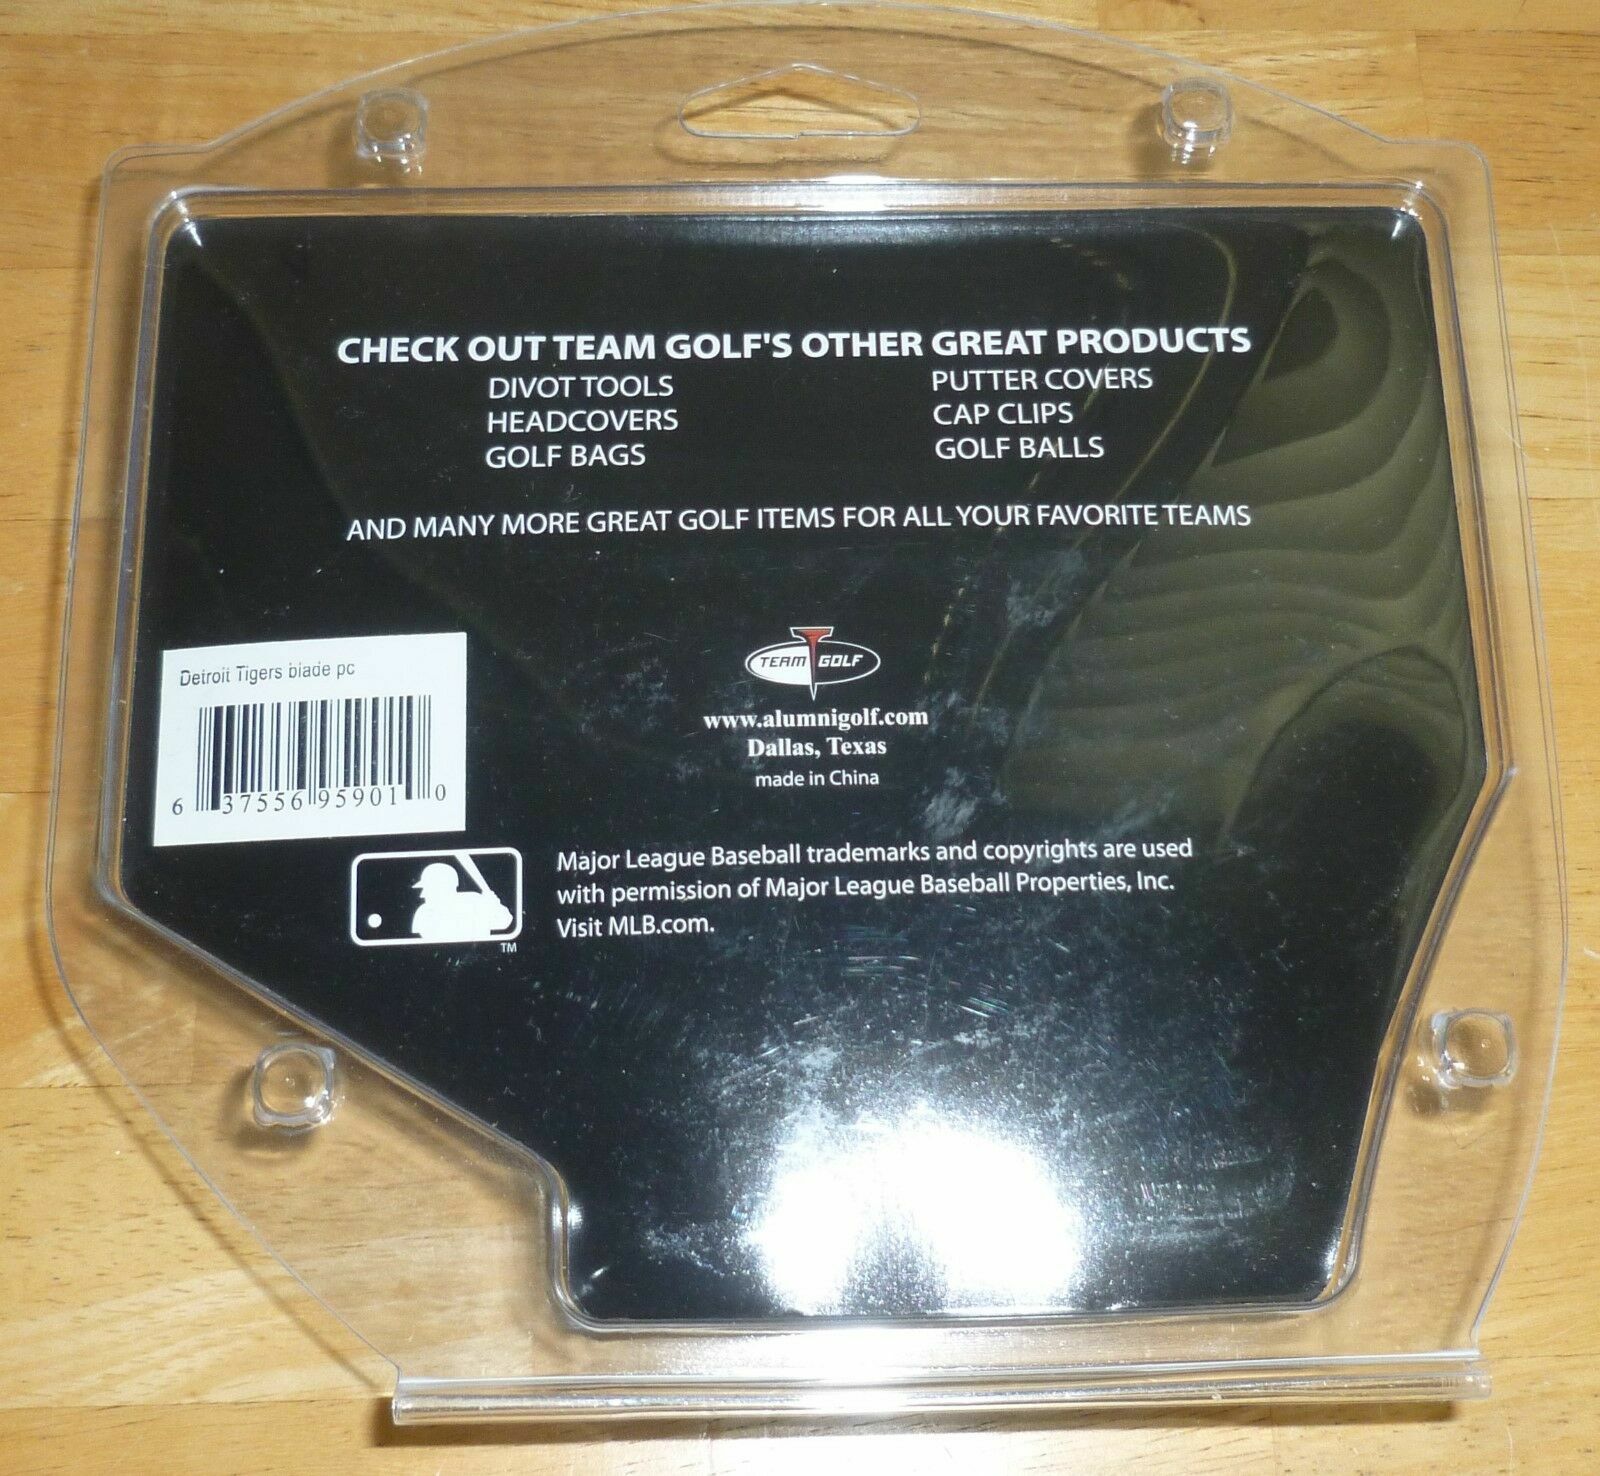 CHECK OUT TEAM GOLF'S OTHER GREAT PRODUCTS
DIVOT TOOLS
HEADCOVERS
GOLF BAGS
PUTTER COVERS
CAP CLIPS
GOLF BALLS
AND MANY MORE GREAT GOLF ITEMS FOR ALL YOUR FAVORITE TEAMS
Detroit Tigers blade pc
6 37556 95901 0
TEAM GOLF
www.alumnigolf.com
Dallas, Texas
made in China
Major League Baseball trademarks and copyrights are used
with permission of Major League Baseball Properties, Inc.
Visit MLB.com.
TM